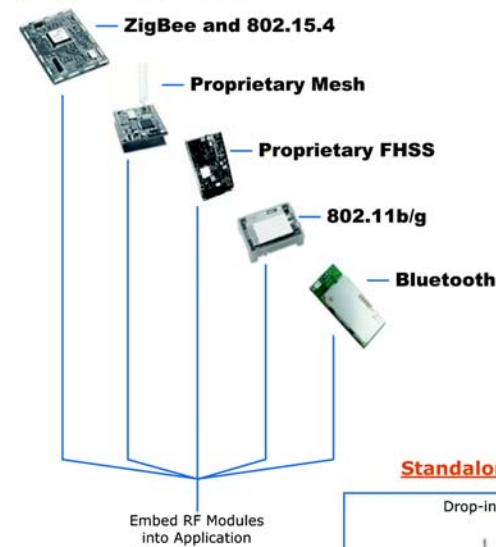 ZigBee and 802.15.4
Proprietary Mesh
Proprietary FHSS
802.11b/g
Bluetooth
Embed RF Modules
into Application
Drop-in